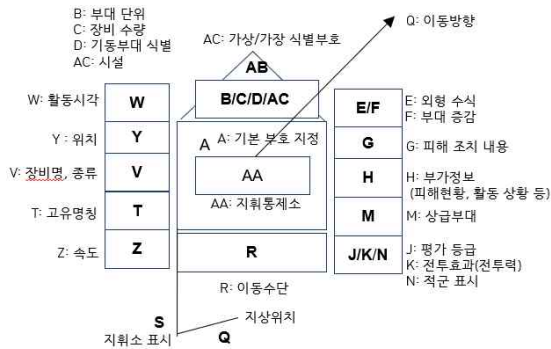 B: 부대 단위
C: 장비 수량
D: 기동부대 식별
AC: 시설
AC: 가상/가장 식별부호
Q: 이동방향
AB
W: 활동시각
W
B/C/D/AC
E/F
E: 외형 수식
F: 부대 증감
Y : 위치
Y
A
A: 기본 부호 지정
G
G: 피해 조치 내용
V: 장비명, 종류
V
AA
H
H: 부가정보
(피해현황, 활동 상황 등)
AA: 지휘통제소
T: 고유명칭
T
M
M: 상급부대
Z: 속도
Z
R
J/K/N
J: 평가 등급
K: 전투효과(전투력)
N: 적군 표시
R: 이동수단
S
지휘소 표시
지상위치
Q